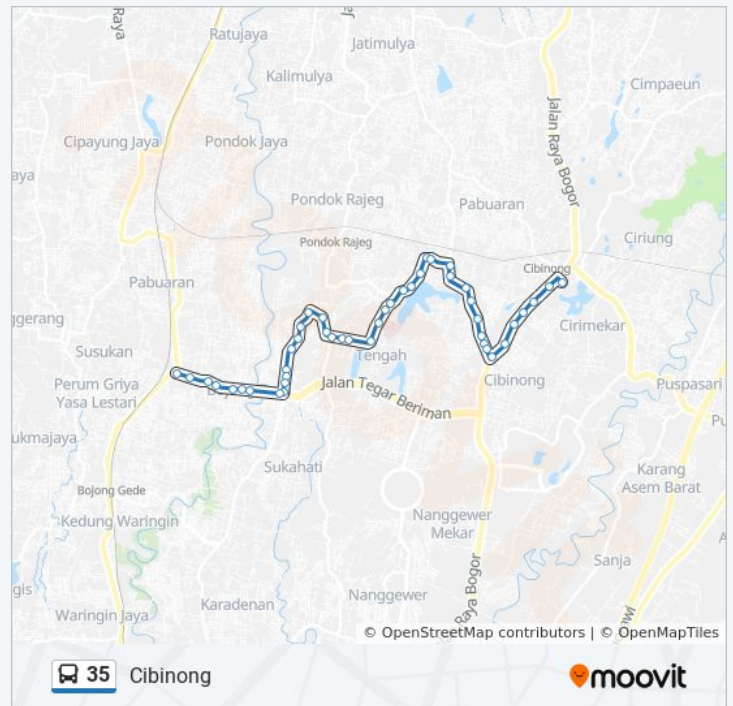 Raya
Ja
Ratujaya
Jatimulya
Kalimulya
Cimpaeun
Jalan Raya Bogor
Cipayung Jaya
Pondok Jaya
aya
Pondok Rajeg
Pabuaran
Pondok Rajeg
Ciriung
Cibinong
Pabuaran
ggerang
Cirimekar
Susukan
Tengah
Cibinong
Perum Griya
Yasa Lestari
Jalan Tegar Beriman
Puspasari
ukmajaya
Sukahati
Karang
Asem Barat
Bojong Gede
Kedung Waringin
Nanggewer
Mekar
Sanja
gis
Waringin Jaya
Karadenan
Nanggewer
Raya Bogor
awi
© OpenStreetMap contributors | © OpenMapTiles
35 Cibinong
moovit